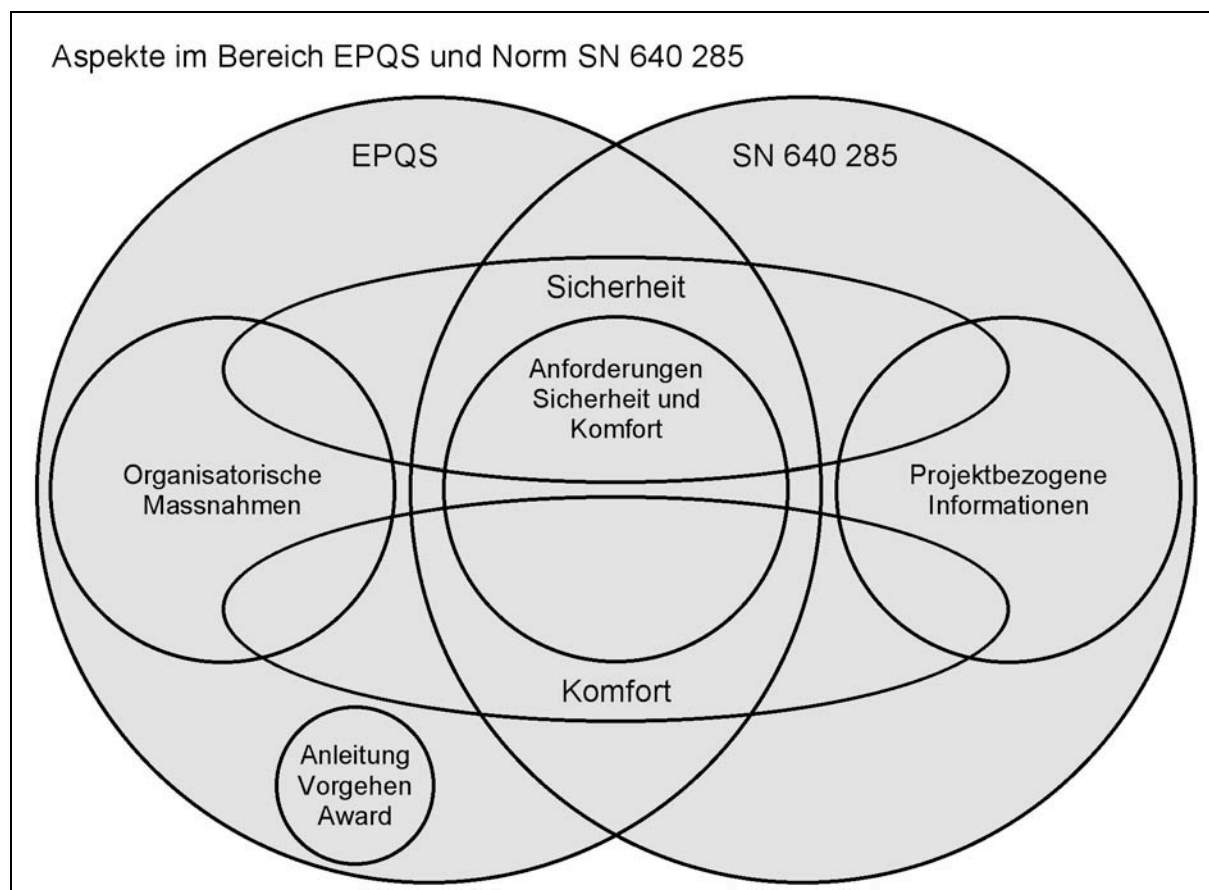 Aspekte im Bereich EPQS und Norm SN 640 285
EPQS
SN 640 285
Sicherheit
Anforderungen
Sicherheit und
Komfort
Organisatorische
Massnahmen
Projektbezogene
Informationen
Komfort
Anleitung
Vorgehen
Award